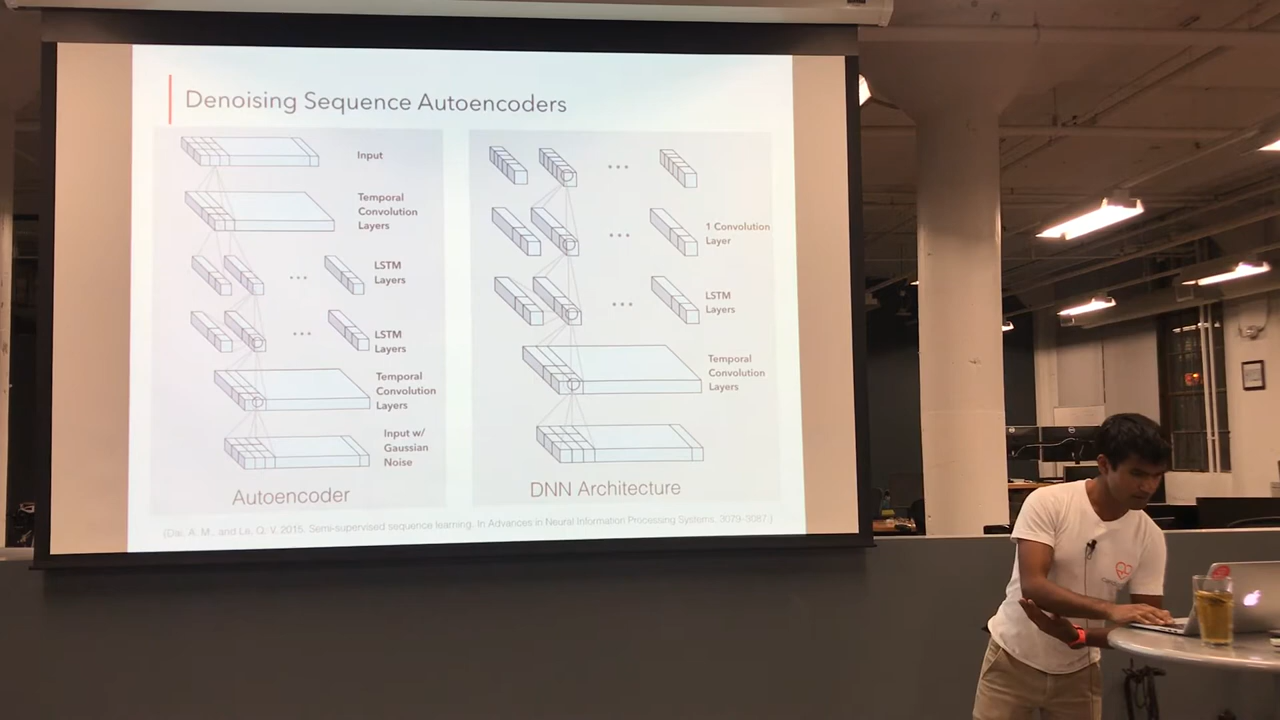 Denoising Sequence Autoencoders
Input
Temporal
Convolution
Layers
LSTM
Layers
LSTM
Layers
Temporal
Convolution
Layers
Input w/
Gaussian
Noise
Autoencoder
1 Convolution
Layer
LSTM
Layers
Temporal
Convolution
Layers
DNN Architecture
(Dai, A. M., and Le, Q. V. 2015. Semi-supervised sequence learning. In Advances in Neural Information Processing Systems, 3079-3087.)